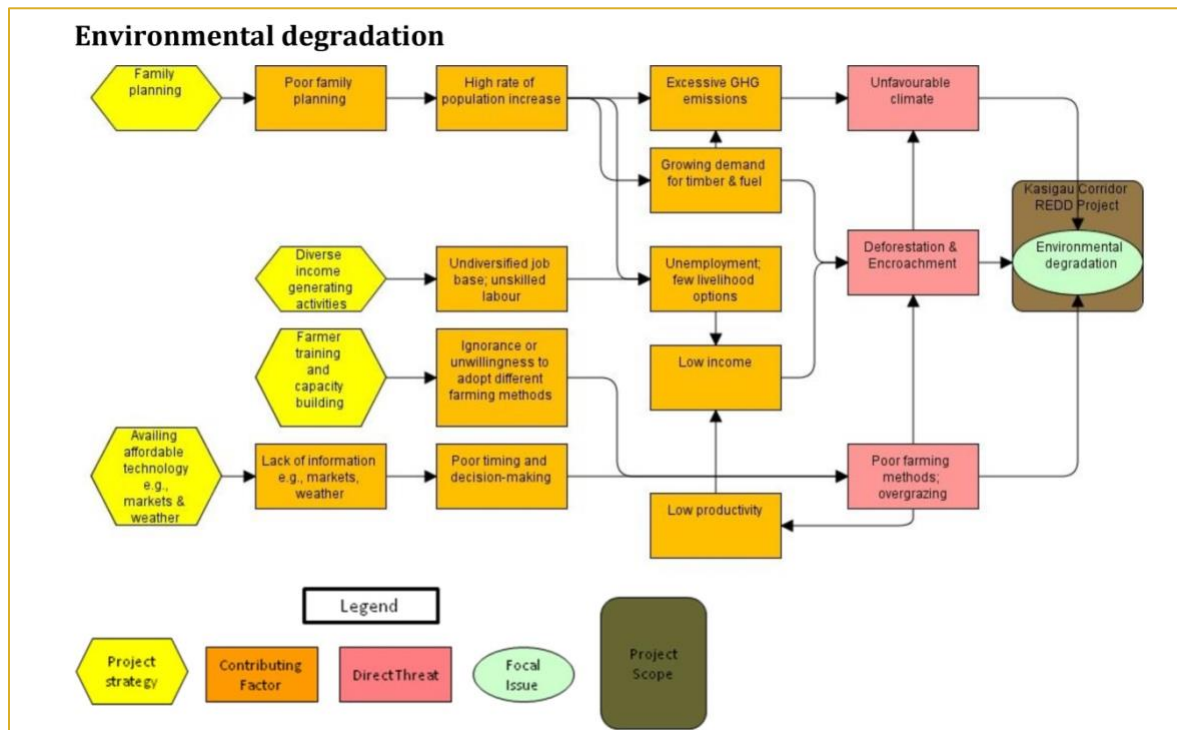 Environmental degradation
Family
planning
Poor family
planning
High rate of
population increase
Excessive GHG
emissions
Unfavourable
climate
Growing demand
for timber & fuel
Kasigau Corridor
REDD Project
Diverse
income
generating
activities
Undiversified job
base; unskilled
labour
Unemployment;
few livelihood
options
Deforestation &
Encroachment
Environmental
degradation
Farmer
training
and
capacity
building
Ignorance or
unwillingness to
adopt different
farming methods
Low income
Availing
affordable
technology
e.g.,
markets &
weather
Lack of information
e.g., markets,
weather
Poor timing and
decision-making
Poor farming
methods;
overgrazing
Low productivity
Legend
Project
strategy
Contributing
Factor
DirectThreat
Focal
Issue
Project
Scope